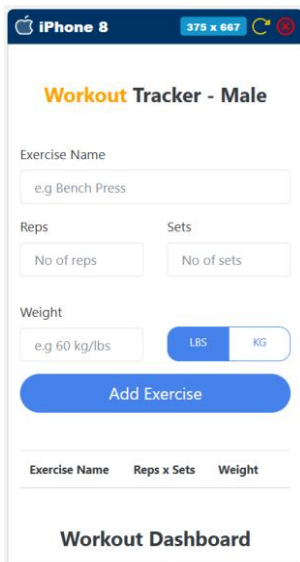 iPhone 8 375 x 667
Workout Tracker - Male
Exercise Name
e.g Bench Press
Reps Sets
No of reps No of sets
Weight
e.g 60 kg/lbs LBS KG
Add Exercise
Exercise Name Reps x Sets Weight
Workout Dashboard